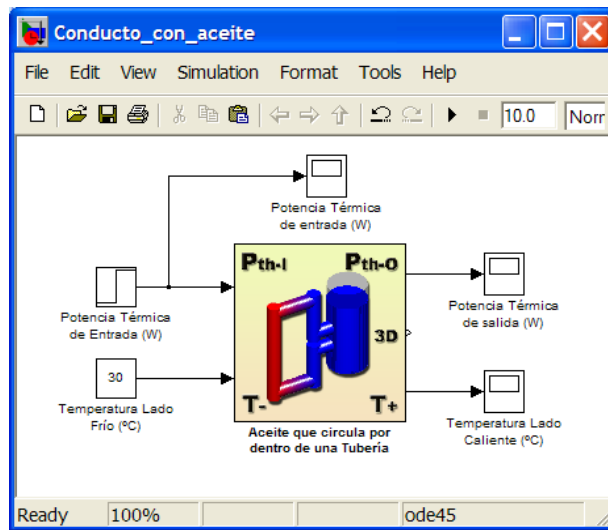 Conducto_con_aceite
File Edit View Simulation Format Tools Help
10.0 Norr
Potencia Térmica
de entrada (W)
Pth-I
Pth-O
Potencia Térmica
de Entrada (W)
3D
Potencia Térmica
de salida (W)
30
T-
T+
Temperatura Lado
Frío (ºC)
Aceite que circula por
dentro de una Tubería
Temperatura Lado
Caliente (ºC)
Ready 100% ode45